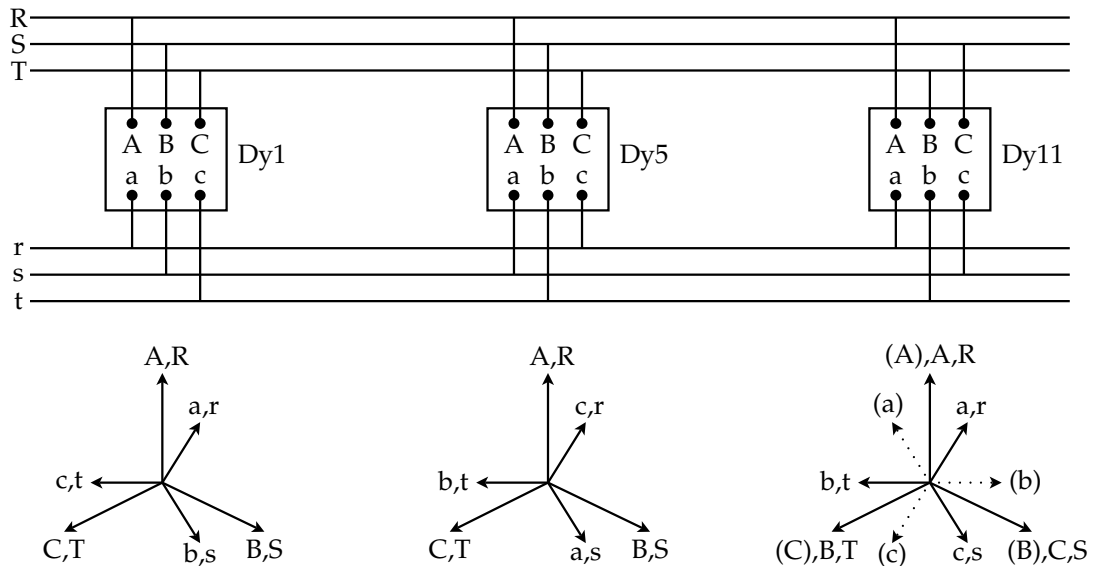 R
S
T
A B C
a b c
Dy1
A B C
a b c
Dy5
A B C
a b c
Dy11
r
s
t
A,R
a,r
c,t
C,T
b,s
B,S
A,R
c,r
b,t
C,T
a,s
B,S
(A),A,R
(a)
a,r
b,t
(b)
(C),B,T
(c)
c,s
(B),C,S